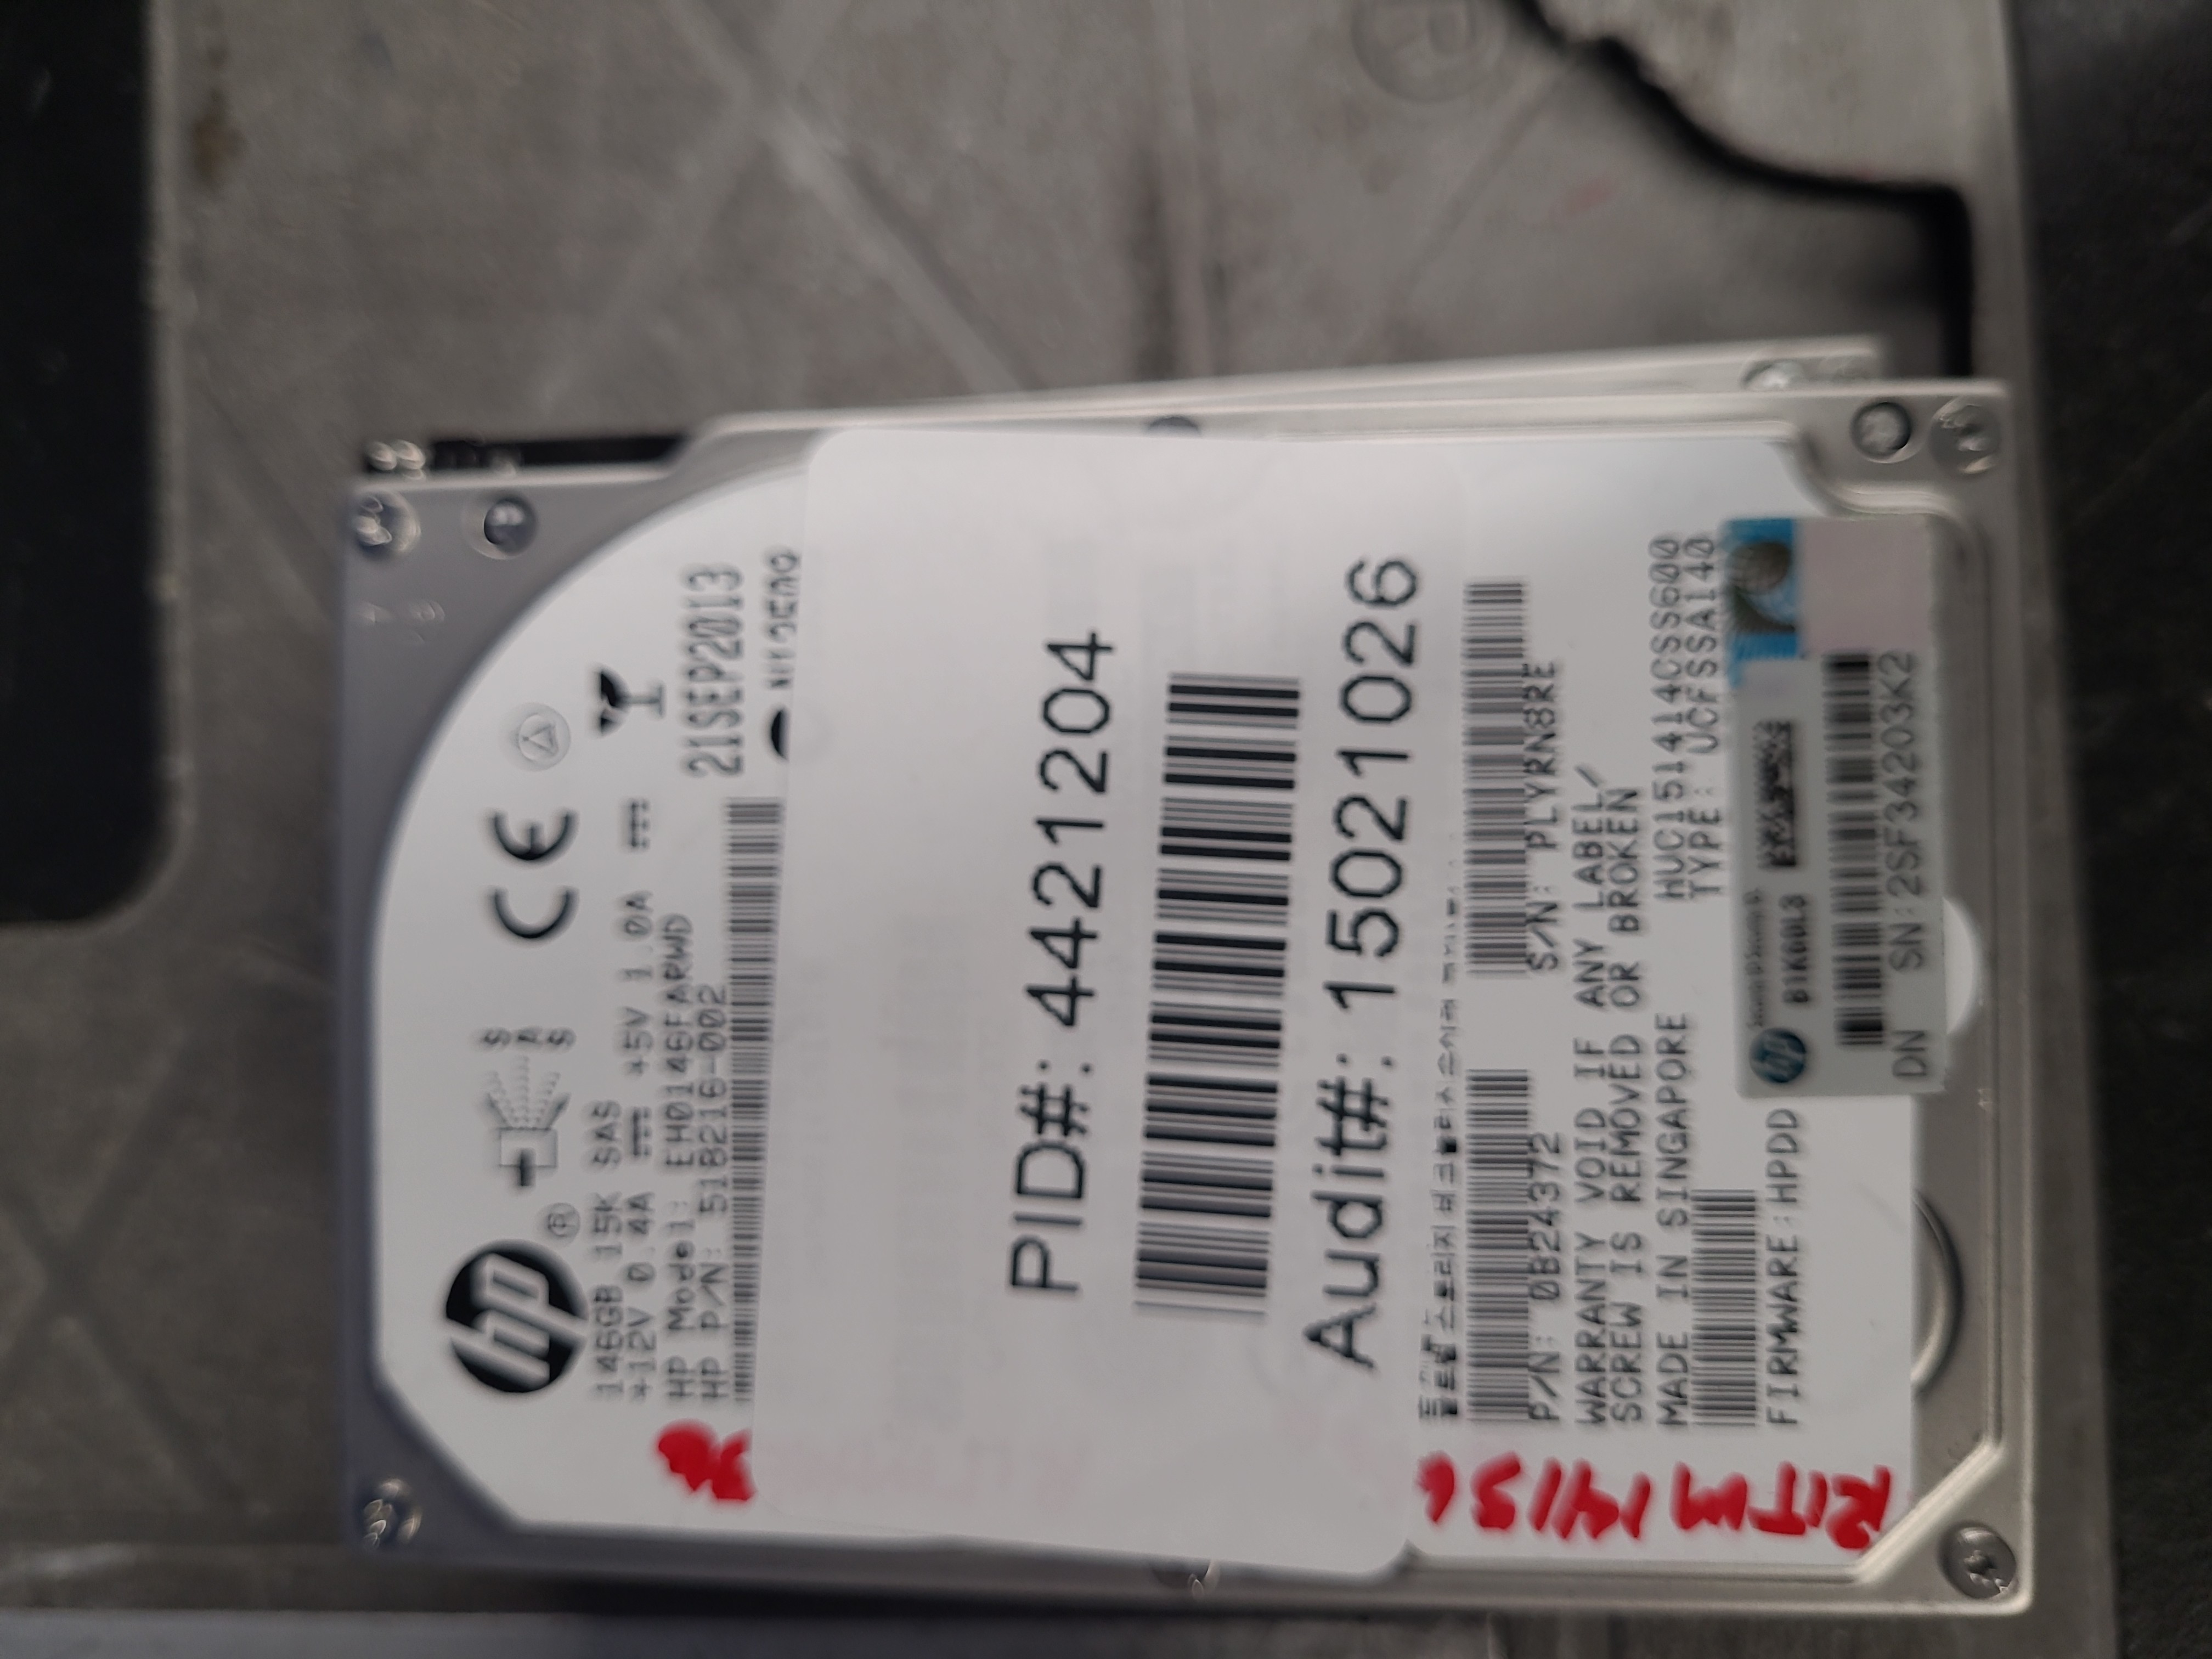 hp ®
SAS
CE
146GB 15K SAS
+12V 0.4A +5V 1.0A
HP Model: EH0146FARWD
HP P/N: 518216-002
21SEP2013
PID#: 4421204
Audit#: 15021026
P/N: 0B24372 S/N: PLYRN8RE
WARRANTY VOID IF ANY LABEL/
SCREW IS REMOVED OR BROKEN
MADE IN SINGAPORE HUC151414CSS600
TYPE: UCFSSA140
FIRMWARE:HPDD
hp
B1K60L3
DN SN:2SF34203K2